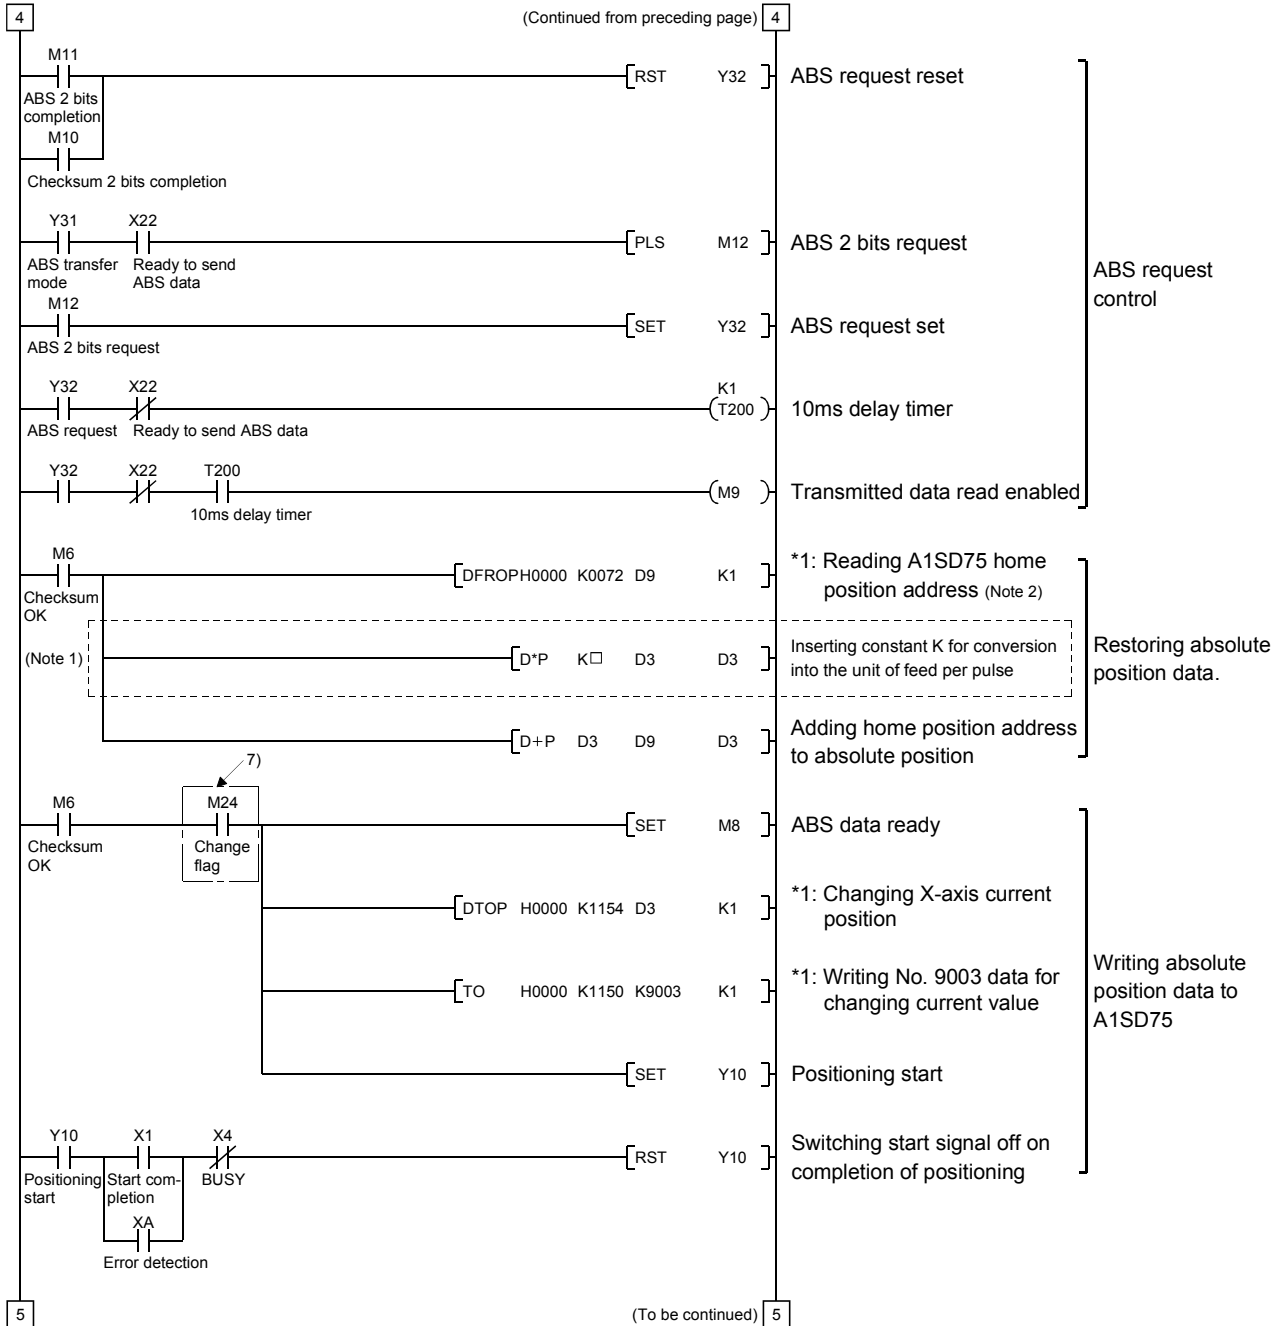 4 (Continued from preceding page) 4
M11
RST Y32 ABS request reset
ABS 2 bits
completion
M10
Checksum 2 bits completion
Y31 X22
PLS M12 ABS 2 bits request
ABS transfer Ready to send
mode ABS data
ABS request
control
M12
SET Y32 ABS request set
ABS 2 bits request
Y32 X22 K1
T200 10ms delay timer
ABS request Ready to send ABS data
Y32 X22 T200
M9 Transmitted data read enabled
10ms delay timer
M6
DFROPH0000 K0072 D9 K1 *1: Reading A1SD75 home
position address (Note 2)
Checksum
OK
(Note 1) D*P K□ D3 D3 Inserting constant K for conversion
into the unit of feed per pulse
Restoring absolute
position data.
D+P D3 D9 D3 Adding home position address
to absolute position
7)
M6 M24
SET M8 ABS data ready
Checksum Change
OK flag
DTOP H0000 K1154 D3 K1 *1: Changing X-axis current
position
TO H0000 K1150 K9003 K1 *1: Writing No. 9003 data for
changing current value
Writing absolute
position data to
A1SD75
SET Y10 Positioning start
Y10 X1 X4
RST Y10 Switching start signal off on
completion of positioning
Positioning Start com- BUSY
start pletion
XA
Error detection
5 (To be continued) 5